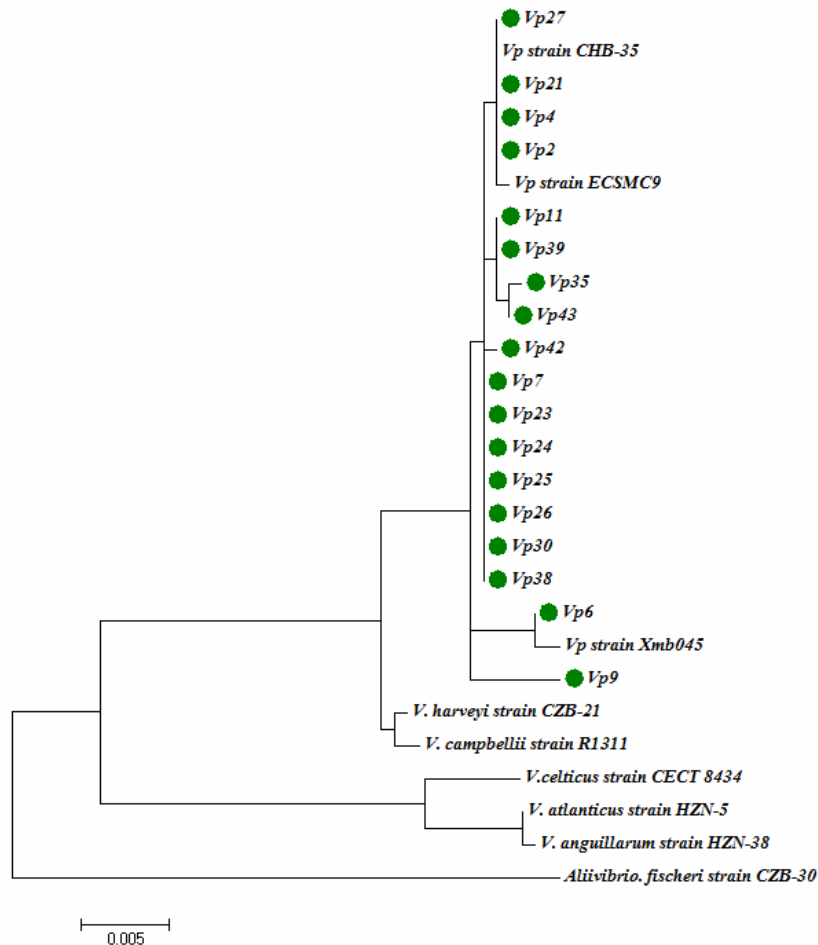 Vp27
Vp strain CHB-35
Vp21
Vp4
Vp2
Vp strain ECSMC9
Vp11
Vp39
Vp35
Vp43
Vp42
Vp7
Vp23
Vp24
Vp25
Vp26
Vp30
Vp38
Vp6
Vp strain Xmb045
Vp9
V. harveyi strain CZB-21
V. campbellii strain R1311
V.celticus strain CECT 8434
V. atlanticus strain HZN-5
V. anguillarum strain HZN-38
Aliivibrio. fischeri strain CZB-30
0.005